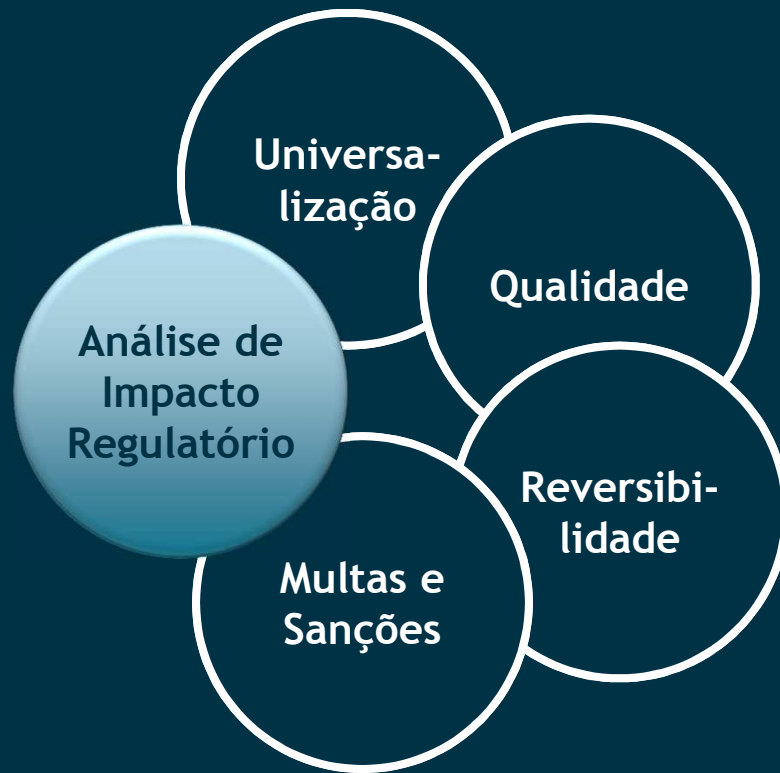 Universa-
lização
Qualidade
Análise de
Impacto
Regulatório
Reversibi-
lidade
Multas e
Sanções